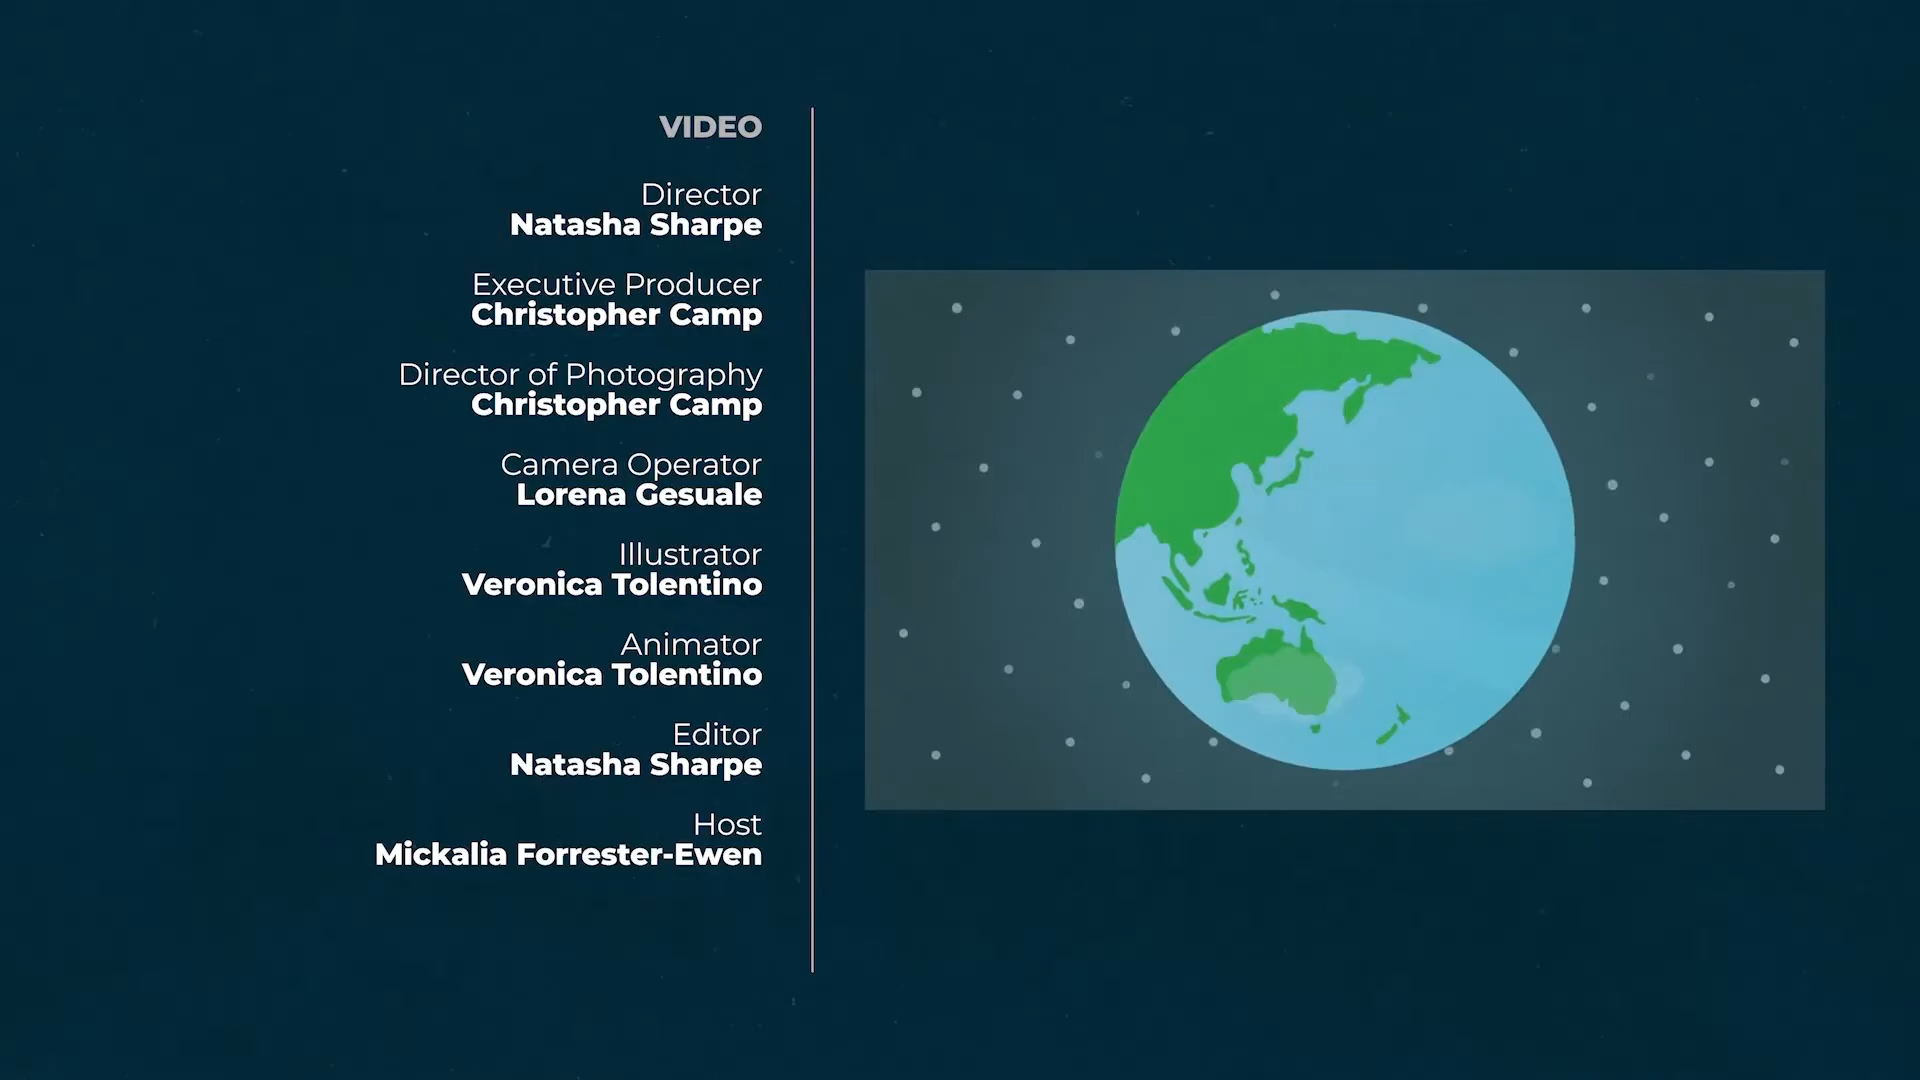 VIDEO
Director
Natasha Sharpe
Executive Producer
Christopher Camp
Director of Photography
Christopher Camp
Camera Operator
Lorena Gesuale
Illustrator
Veronica Tolentino
Animator
Veronica Tolentino
Editor
Natasha Sharpe
Host
Mickalia Forrester-Ewen